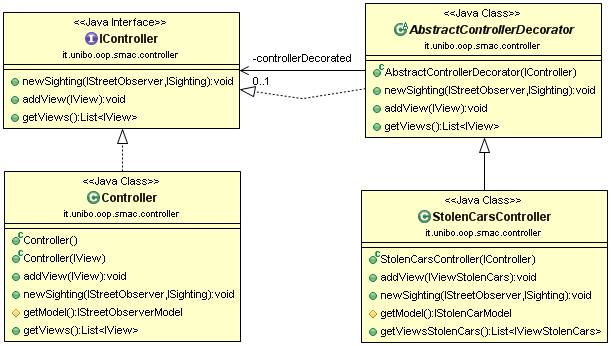 <<Java Interface>>
IController
it.unibo.oop.smac.controller
newSighting(IStreetObserver,ISighting):void
addView(IView):void
getViews():List<IView>
-controllerDecorated
0..1
<<Java Class>>
AbstractControllerDecorator
it.unibo.oop.smac.controller
AbstractControllerDecorator(IController)
newSighting(IStreetObserver,ISighting):void
addView(IView):void
getViews():List<IView>
<<Java Class>>
Controller
it.unibo.oop.smac.controller
Controller()
Controller(IView)
addView(IView):void
newSighting(IStreetObserver,ISighting):void
getModel():IStreetObserverModel
getViews():List<IView>
<<Java Class>>
StolenCarsController
it.unibo.oop.smac.controller
StolenCarsController(IController)
addView(IViewStolenCars):void
newSighting(IStreetObserver,ISighting):void
getModel():IStolenCarModel
getViewsStolenCars():List<IViewStolenCars>